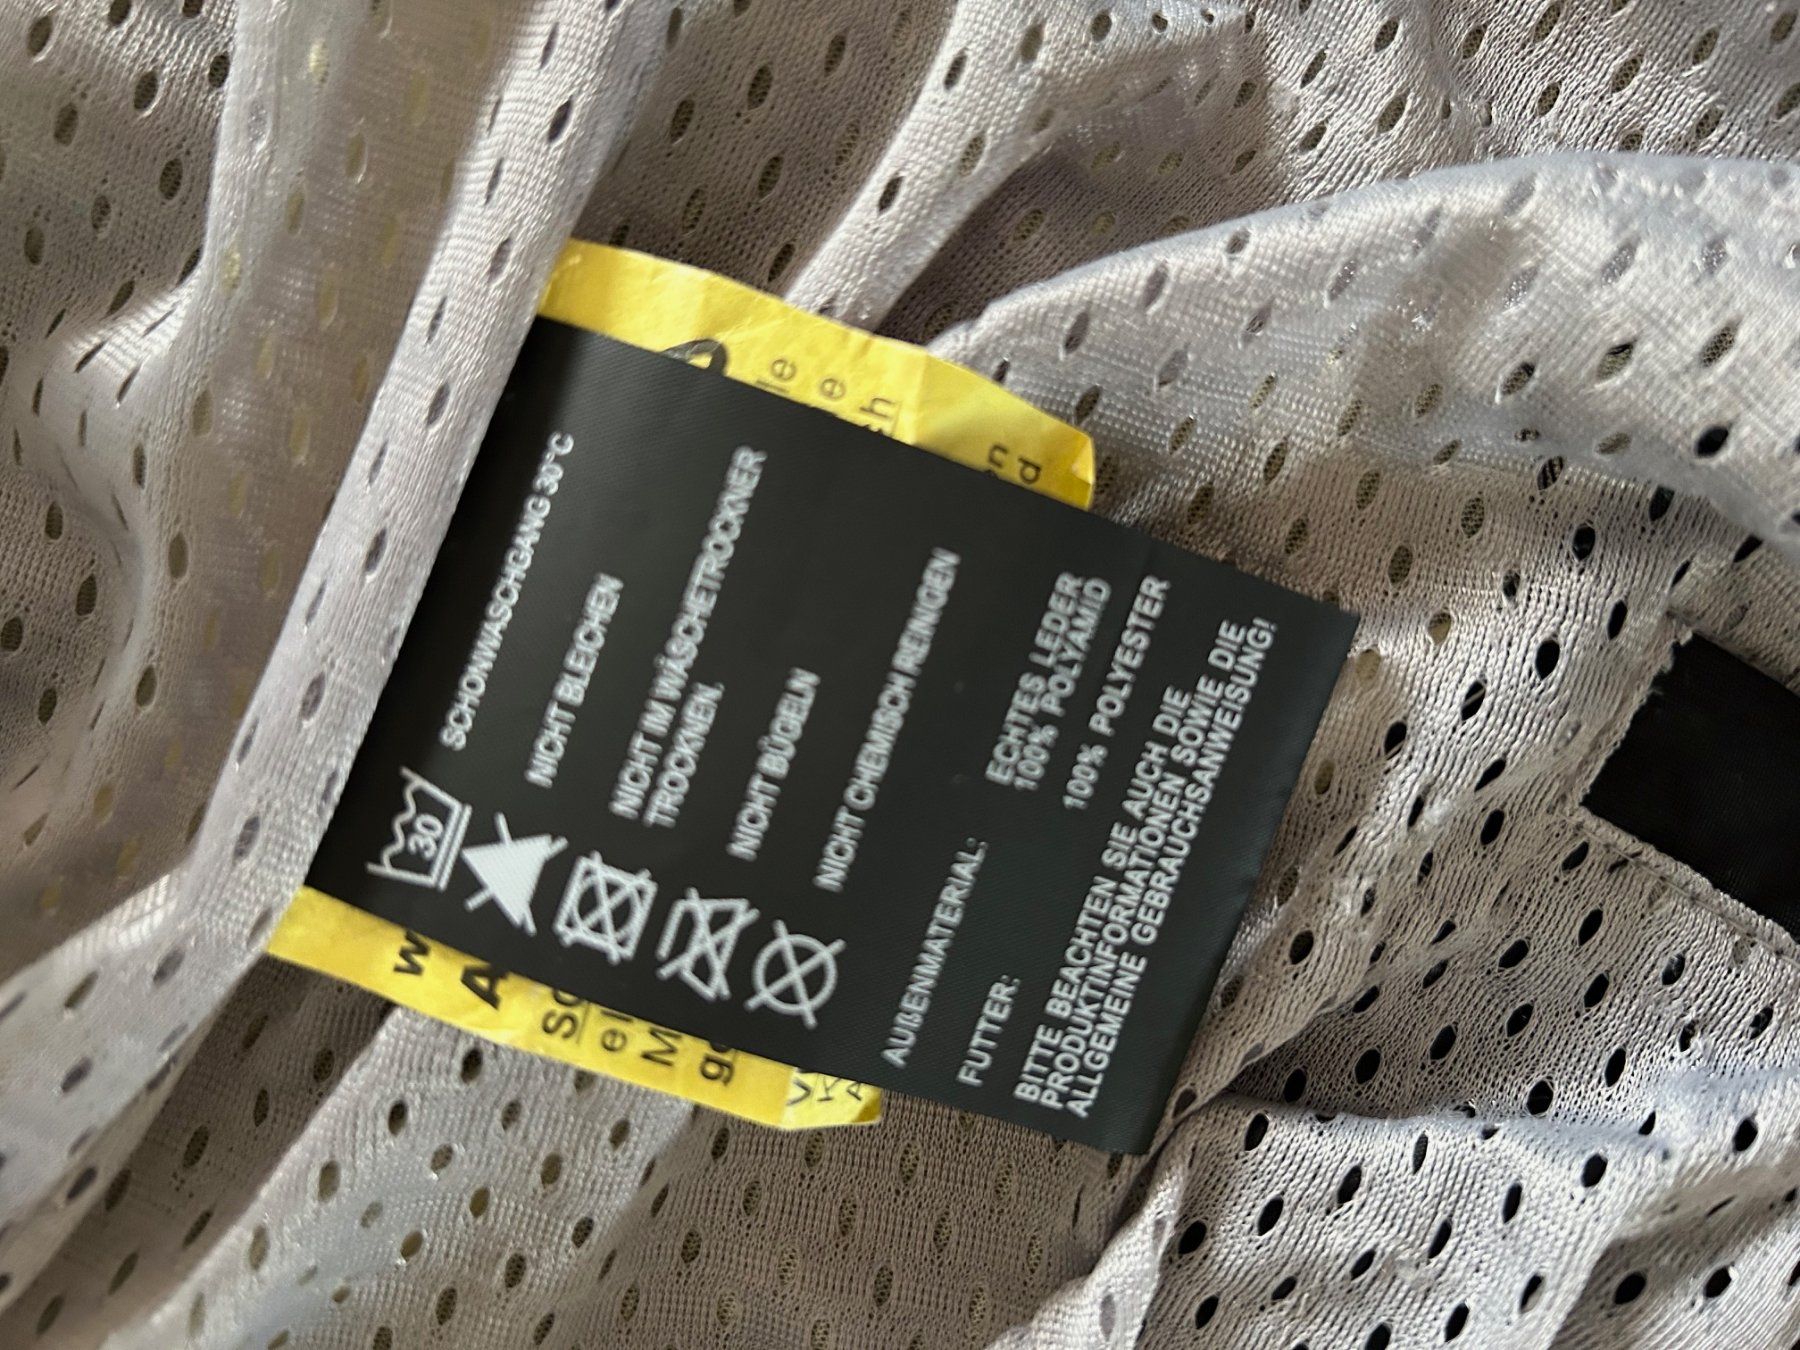 30
SCHONWASCHGANG 30°C
NICHT BLEICHEN
NICHT IM WÄSCHETROCKNER
TROCKNEN.
NICHT BÜGELN
NICHT CHEMISCH REINIGEN
AUßENMATERIAL: ECHTES LEDER
100% POLYAMID
FUTTER: 100% POLYESTER
BITTE BEACHTEN SIE AUCH DIE
PRODUKTINFORMATIONEN SOWIE DIE
ALLGEMEINE GEBRAUCHSANWEISUNG!